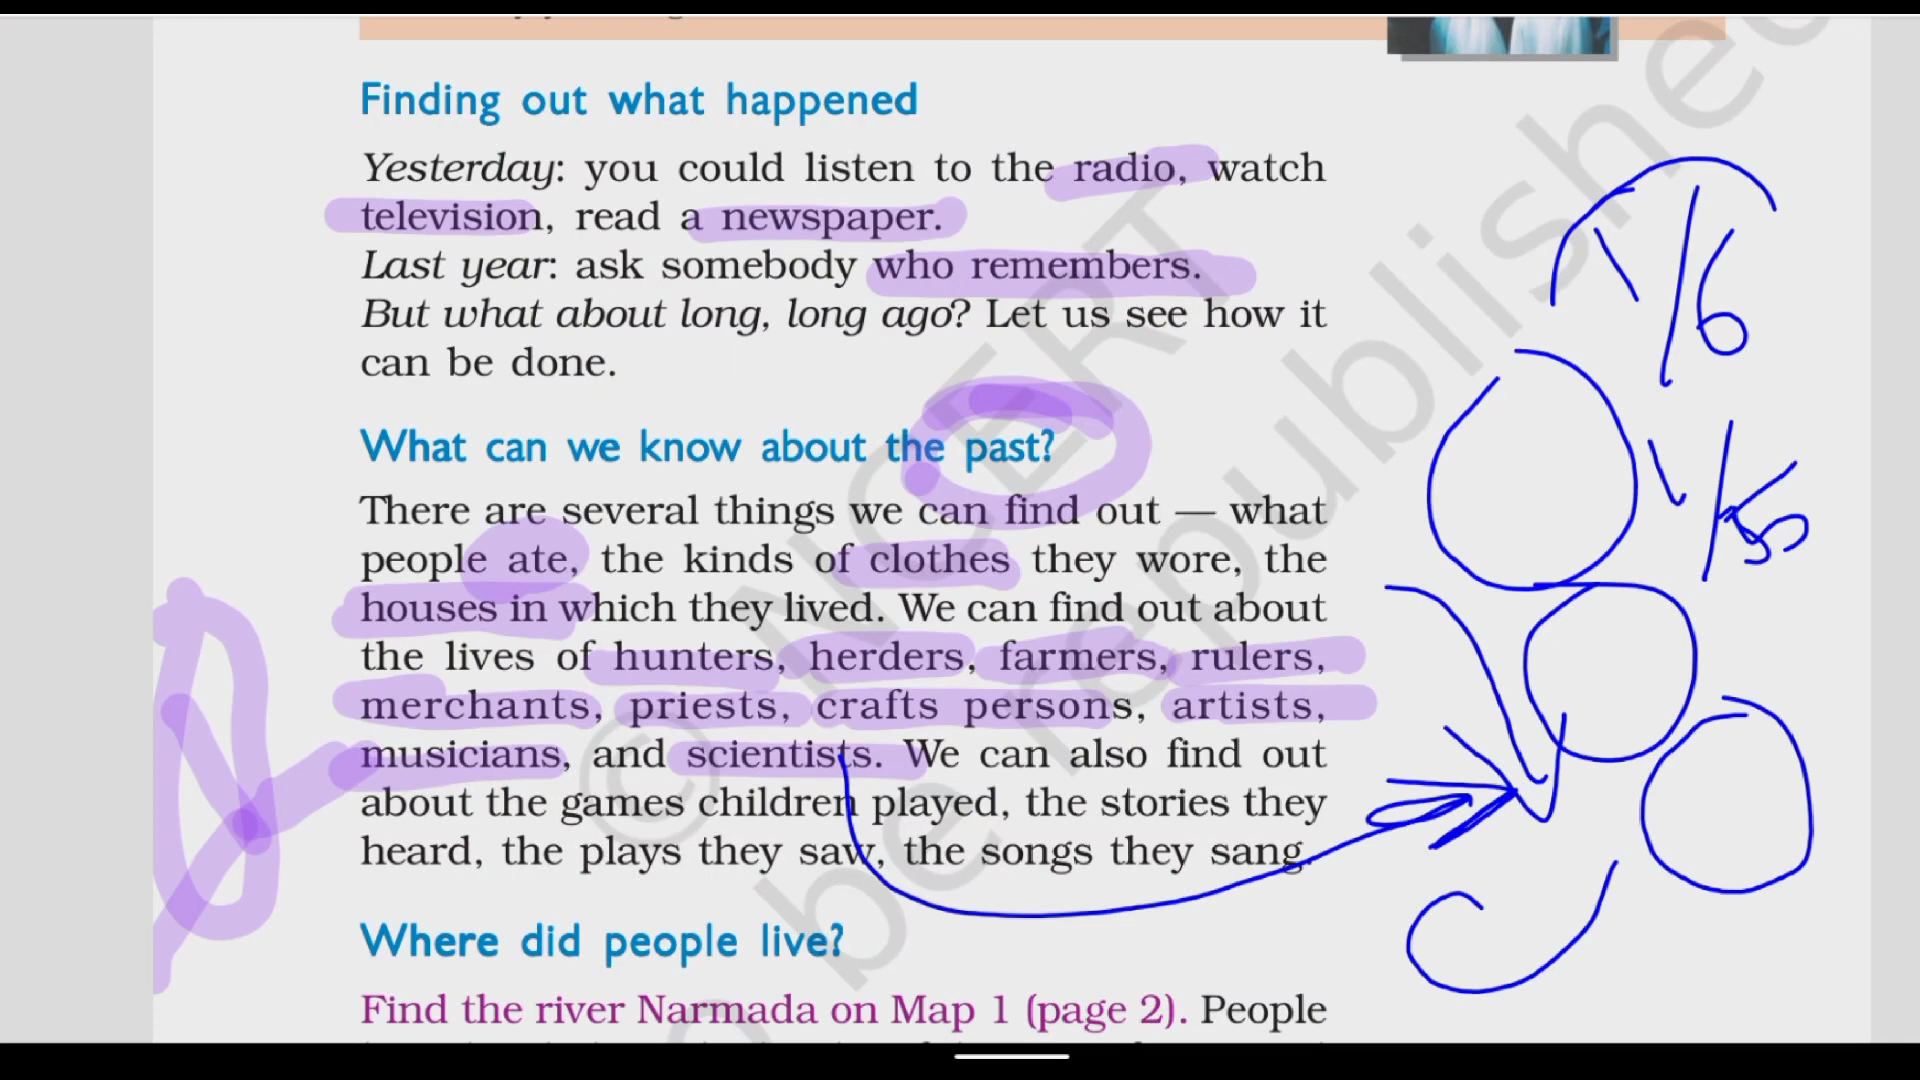 Finding out what happened
Yesterday: you could listen to the radio, watch
television, read a newspaper.
Last year: ask somebody who remembers.
But what about long, long ago? Let us see how it
can be done.
What can we know about the past?
There are several things we can find out — what
people ate, the kinds of clothes they wore, the
houses in which they lived. We can find out about
the lives of hunters, herders, farmers, rulers,
merchants, priests, crafts persons, artists,
musicians, and scientists. We can also find out
about the games children played, the stories they
heard, the plays they saw, the songs they sang.
Where did people live?
Find the river Narmada on Map 1 (page 2). People
© NCERT
be republished